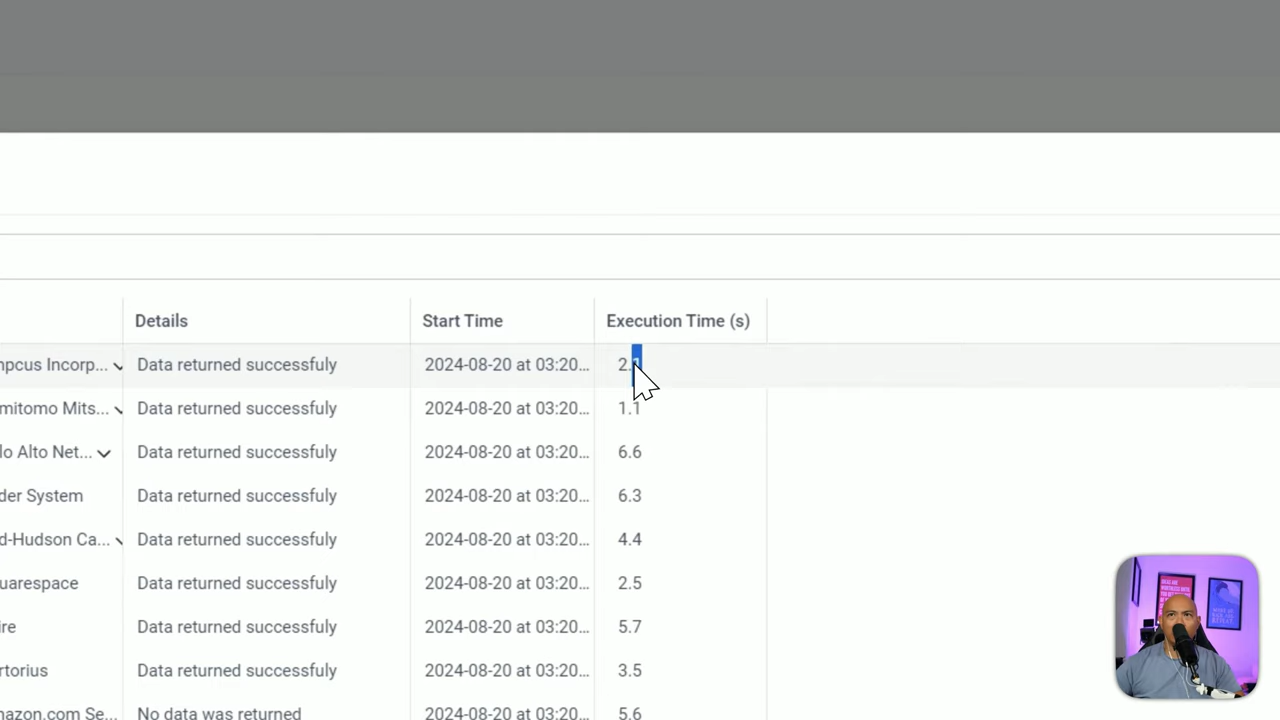 Details Start Time Execution Time (s)
mpcus Incorp... Data returned successfuly 2024-08-20 at 03:20... 2.
mitomo Mits... Data returned successfuly 2024-08-20 at 03:20... 1.1
lo Alto Net... Data returned successfuly 2024-08-20 at 03:20... 6.6
der System Data returned successfuly 2024-08-20 at 03:20... 6.3
d-Hudson Ca... Data returned successfuly 2024-08-20 at 03:20... 4.4
uarespace Data returned successfuly 2024-08-20 at 03:20... 2.5
ire Data returned successfuly 2024-08-20 at 03:20... 5.7
rtorius Data returned successfuly 2024-08-20 at 03:20... 3.5
mazon.com Se... No data was returned 2024-08-20 at 03:20... 5.6